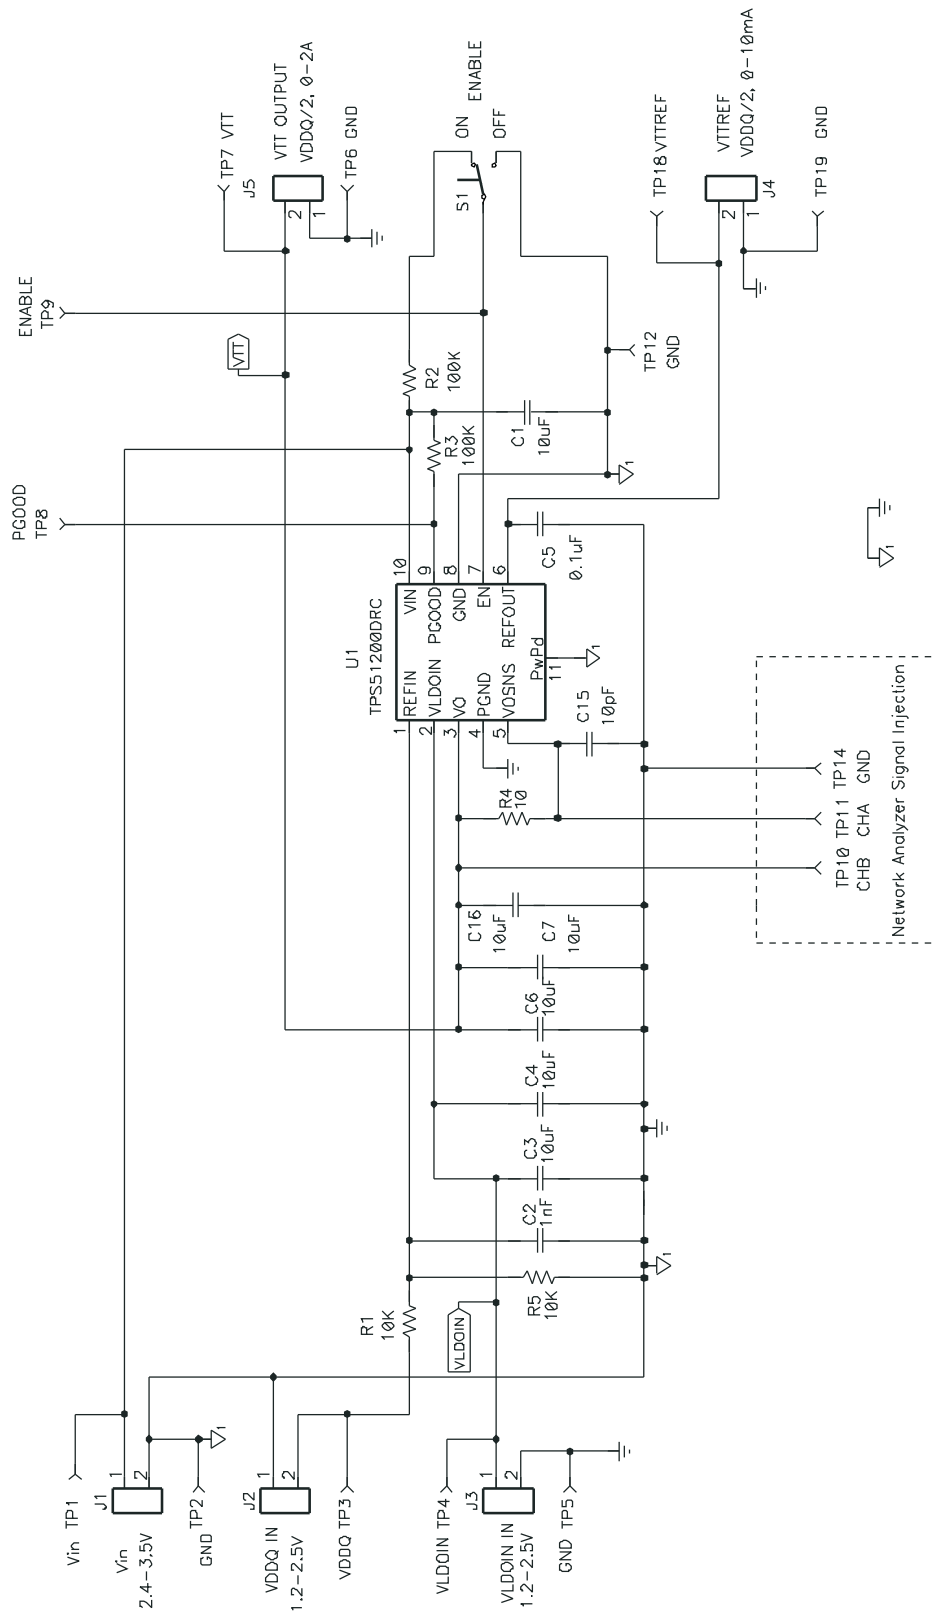 Vin TP1
J1
1
2
Vin
2.4-3.5V
TP2
GND
J2
1
2
VDDQ IN
1.2-2.5V
VDDQ TP3
VLDOIN TP4
J3
1
2
VLDOIN IN
1.2-2.5V
GND TP5
R1
10K
VLDOIN
R5
10K
1
1
C2
1nF
C3
10uF
C4
10uF
C6
10uF
C7
10uF
C16
10uF
R4
10
C15
10pF
TP10 TP11 TP14
CHB CHA GND
Network Analyzer Signal Injection
U1
TPS51200DRC
1 REFIN
2 VLDOIN
3 VO
4 PGND
5 VOSNS
VIN 10
PGOOD 9
GND 8
EN 7
REFOUT 6
PwPd
11
1
C5
0.1uF
PGOOD
TP8
R3
100K
R2
100K
C1
10uF
1
TP12
GND
VTT
ENABLE
TP9
TP7 VTT
J5
2
1
VTT OUTPUT
VDDQ/2, 0-2A
TP6 GND
S1
ON
OFF
ENABLE
TP18 VTTREF
J4
2
1
VTTREF
VDDQ/2, 0-10mA
TP19 GND
1